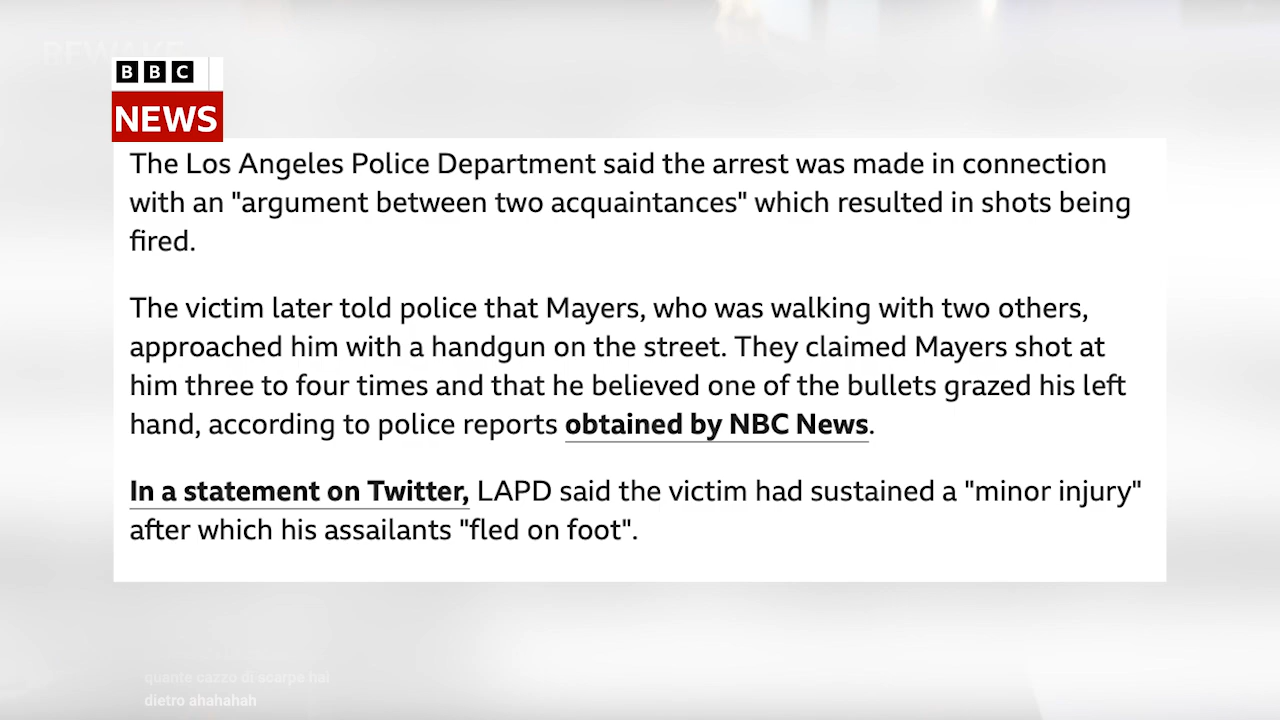 BEWAKE
BBC
NEWS
The Los Angeles Police Department said the arrest was made in connection
with an "argument between two acquaintances" which resulted in shots being
fired.
The victim later told police that Mayers, who was walking with two others,
approached him with a handgun on the street. They claimed Mayers shot at
him three to four times and that he believed one of the bullets grazed his left
hand, according to police reports obtained by NBC News.
In a statement on Twitter, LAPD said the victim had sustained a "minor injury"
after which his assailants "fled on foot".
quante cazzo di scarpe hai
dietro ahahahah